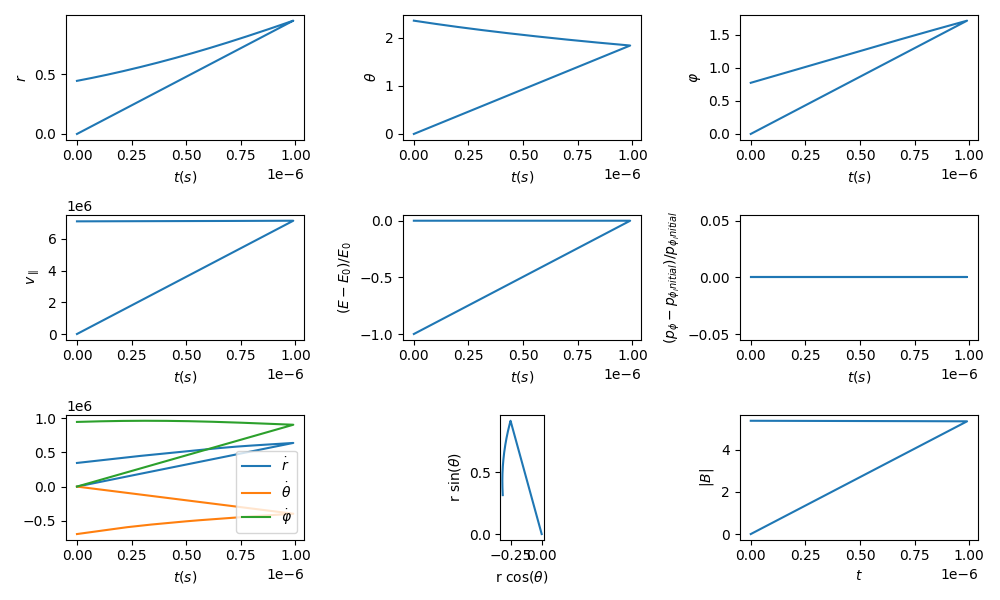 r
0.5
0.0
0.00 0.25 0.50 0.75 1.00
t(s) 1e−6
θ
2
1
0
0.00 0.25 0.50 0.75 1.00
t(s) 1e−6
φ
1.5
1.0
0.5
0.0
0.00 0.25 0.50 0.75 1.00
t(s) 1e−6
1e6
v∥
6
4
2
0
0.00 0.25 0.50 0.75 1.00
t(s) 1e−6
(E − E₀)/E₀
0.0
−0.5
−1.0
0.00 0.25 0.50 0.75 1.00
t(s) 1e−6
(p_ϕ − p_{ϕ_initial})/p_{ϕ_initial}
0.05
0.00
−0.05
0.00 0.25 0.50 0.75 1.00
t(s) 1e−6
1e6
1.0
0.5
0.0
−0.5
ṙ
θ̇
φ̇
0.00 0.25 0.50 0.75 1.00
t(s) 1e−6
r sin(θ)
0.5
0.0
−0.25 0.00
r cos(θ)
|B|
4
2
0
0.00 0.25 0.50 0.75 1.00
t 1e−6